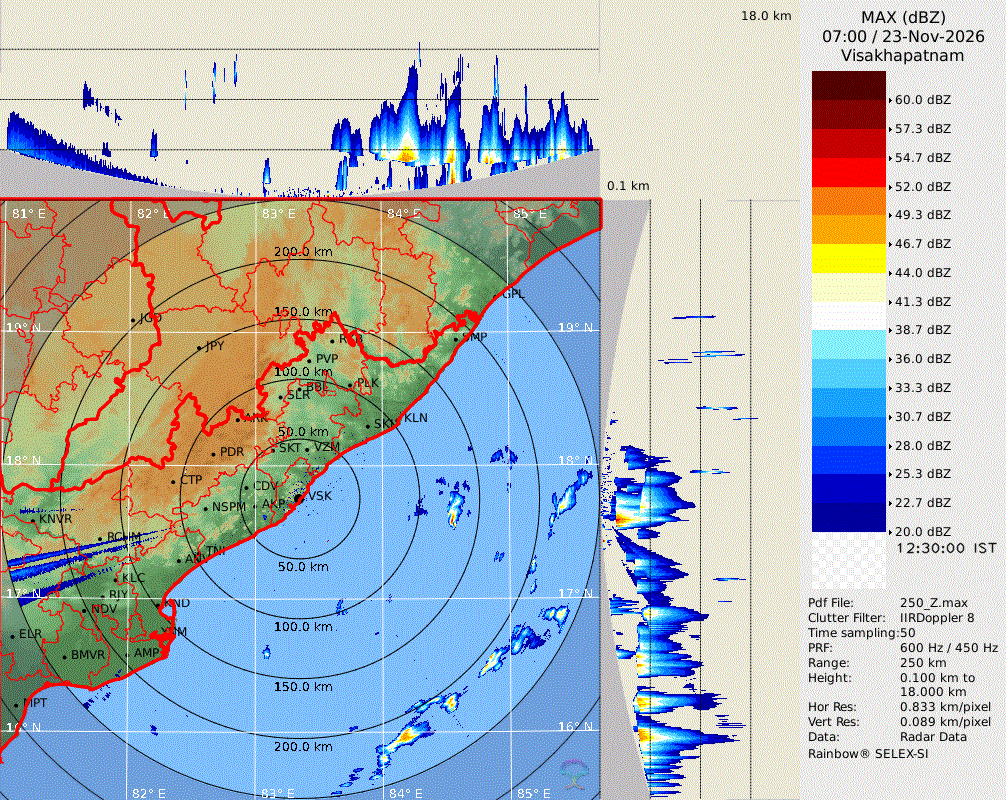 18.0 km
0.1 km
MAX (dBZ)
07:00 / 23-Nov-2026
Visakhapatnam
60.0 dBZ
57.3 dBZ
54.7 dBZ
52.0 dBZ
49.3 dBZ
46.7 dBZ
44.0 dBZ
41.3 dBZ
38.7 dBZ
36.0 dBZ
33.3 dBZ
30.7 dBZ
28.0 dBZ
25.3 dBZ
22.7 dBZ
20.0 dBZ
12:30:00 IST
Pdf File: 250_Z.max
Clutter Filter: IIRDoppler 8
Time sampling:50
PRF: 600 Hz / 450 Hz
Range: 250 km
Height: 0.100 km to
18.000 km
Hor Res: 0.833 km/pixel
Vert Res: 0.089 km/pixel
Data: Radar Data
Rainbow® SELEX-SI
81° E 82° E 83° E 84° E 85° E
200.0 km
GPL
150.0 km
JGD
19° N 19° N
JPY
PVP
100.0 km
BBL
PLK
SLR
KLN
50.0 km
SKT
VZM
PDR
18° N 18° N
CTP
CDV
VSK
NSPM
AKP
KNVR
TNI
50.0 km
KLC
RJY
17° N 17° N
KND
NDV
100.0 km
ELR
BMVR
AMP
150.0 km
16° N 16° N
200.0 km
82° E 83° E 84° E 85° E